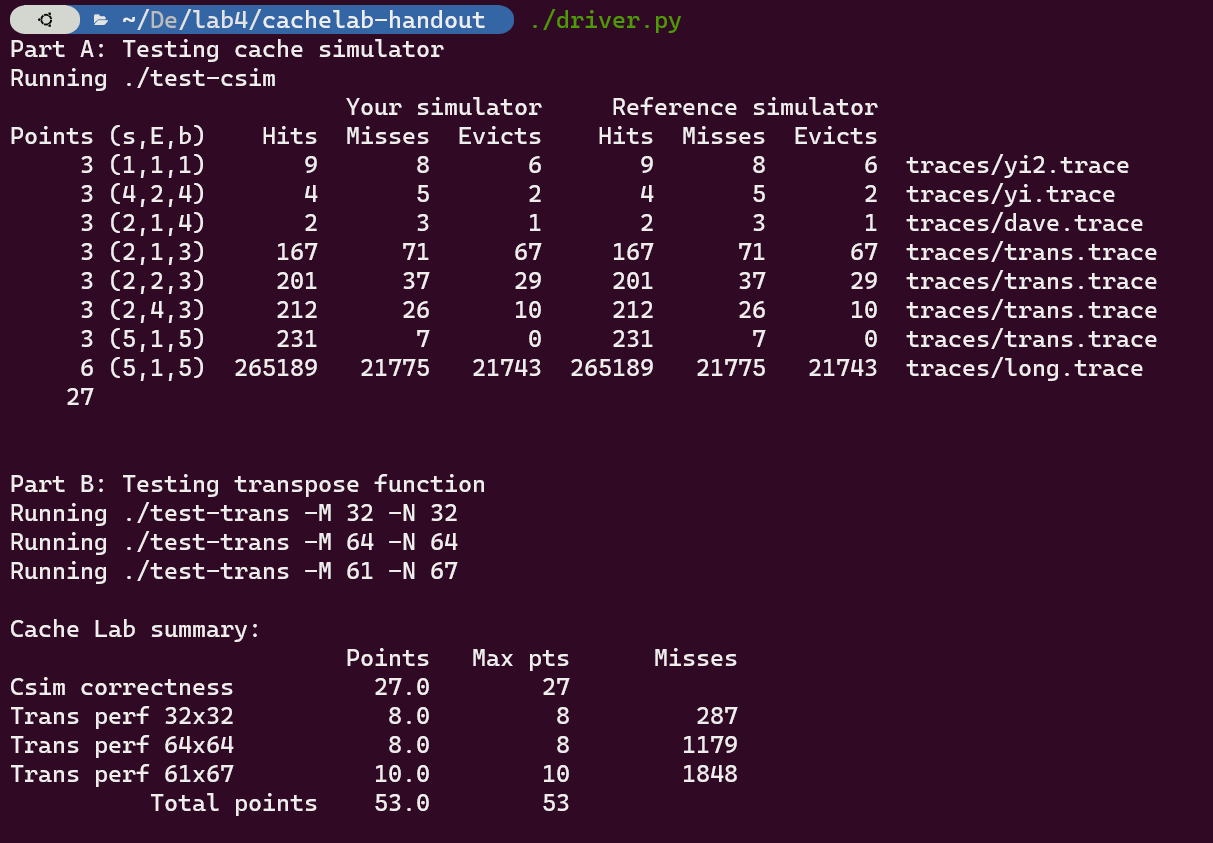 ~/De/lab4/cachelab-handout ./driver.py
Part A: Testing cache simulator
Running ./test-csim
                        Your simulator     Reference simulator
Points (s,E,b)    Hits  Misses  Evicts    Hits  Misses  Evicts
     3 (1,1,1)       9       8       6       9       8       6  traces/yi2.trace
     3 (4,2,4)       4       5       2       4       5       2  traces/yi.trace
     3 (2,1,4)       2       3       1       2       3       1  traces/dave.trace
     3 (2,1,3)     167      71      67     167      71      67  traces/trans.trace
     3 (2,2,3)     201      37      29     201      37      29  traces/trans.trace
     3 (2,4,3)     212      26      10     212      26      10  traces/trans.trace
     3 (5,1,5)     231       7       0     231       7       0  traces/trans.trace
     6 (5,1,5)  265189   21775   21743  265189   21775   21743  traces/long.trace
    27
Part B: Testing transpose function
Running ./test-trans -M 32 -N 32
Running ./test-trans -M 64 -N 64
Running ./test-trans -M 61 -N 67
Cache Lab summary:
                        Points   Max pts      Misses
Csim correctness          27.0        27
Trans perf 32x32           8.0         8         287
Trans perf 64x64           8.0         8        1179
Trans perf 61x67          10.0        10        1848
          Total points    53.0        53